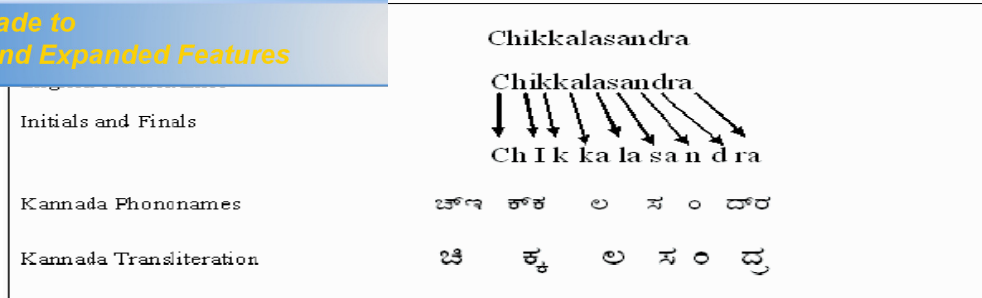 ade to
nd Expanded Features
Chikkalasandra
Chikkalasandra
Initials and Finals
Ch I k ka la sa n d ra
Kannada Phononames ಚ್ಇ ಕ್ಕ ಲ ಸ ಂ ದ್‌ರ
Kannada Transliteration ಚಿ ಕ್ಕ ಲ ಸ ಂ ದ್ರ